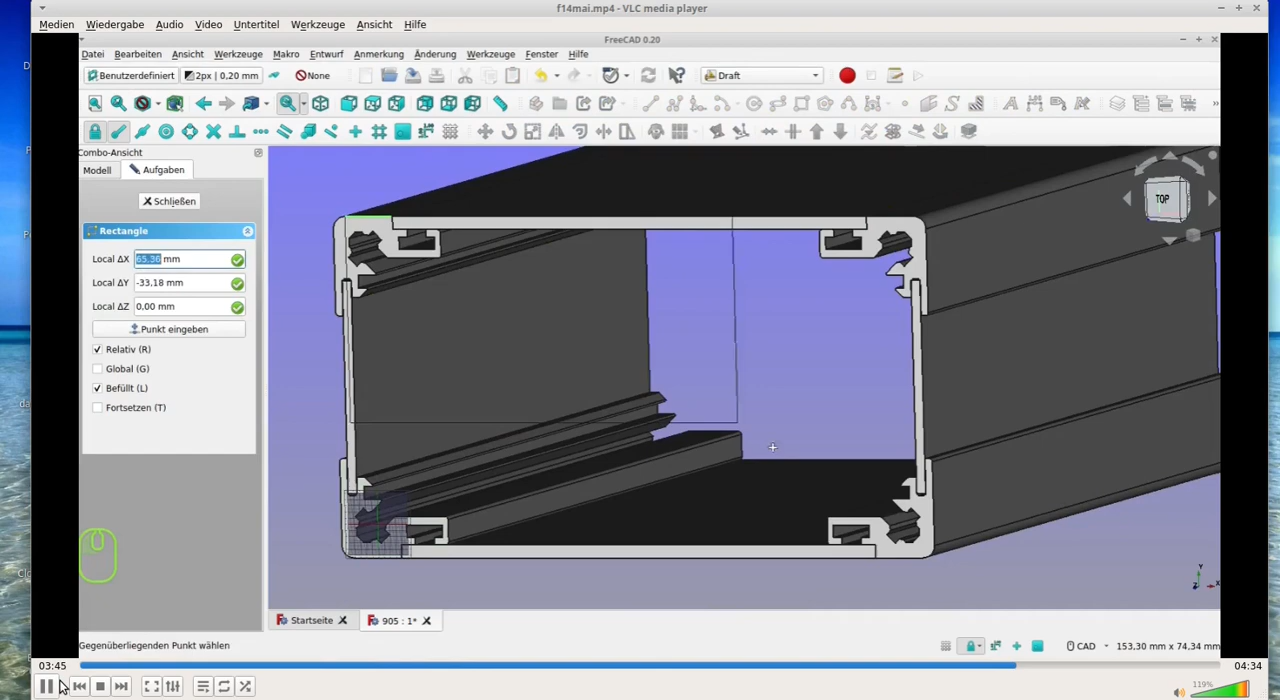 f14mai.mp4 - VLC media player
Medien Wiedergabe Audio Video Untertitel Werkzeuge Ansicht Hilfe
FreeCAD 0.20
Datei Bearbeiten Ansicht Werkzeuge Makro Entwurf Anmerkung Änderung Werkzeuge Fenster Hilfe
Benutzerdefiniert 2px | 0,20 mm None Draft
Combo-Ansicht
Modell Aufgaben
Schließen
Rectangle
Local ΔX 65,36 mm
Local ΔY -33,18 mm
Local ΔZ 0,00 mm
Punkt eingeben
Relativ (R)
Global (G)
Befüllt (L)
Fortsetzen (T)
TOP
Y
Z X
Startseite 905 : 1*
Gegenüberliegenden Punkt wählen CAD 153,30 mm x 74,34 mm
03:45 04:34
119%